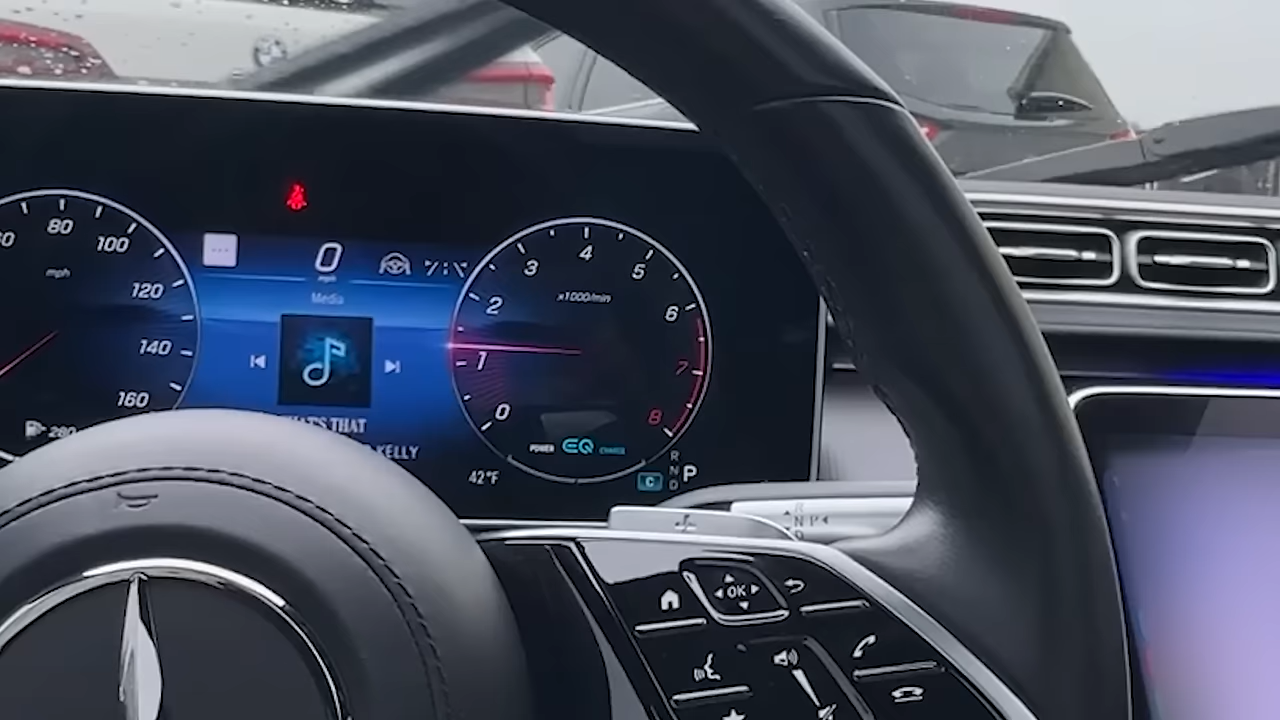 80
100
120
140
160
mph
280
0
mph
Media
THAT'S THAT
KELLY
0
1
2
3
4
5
6
7
8
x1000/min
POWER EQ CHARGE
42°F
C
R
N
D
P
R
N P
D
OK